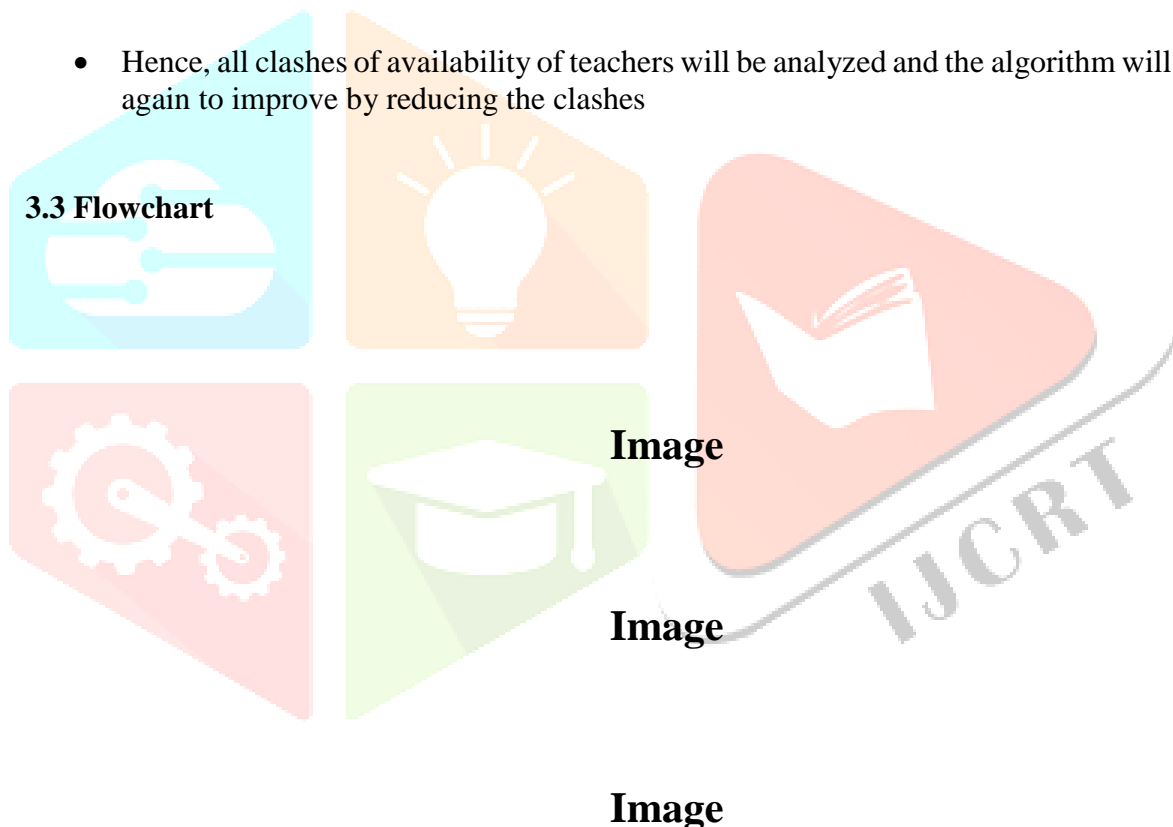 • Hence, all clashes of availability of teachers will be analyzed and the algorithm will
again to improve by reducing the clashes
3.3 Flowchart
Image
IJCRT
Image
Image